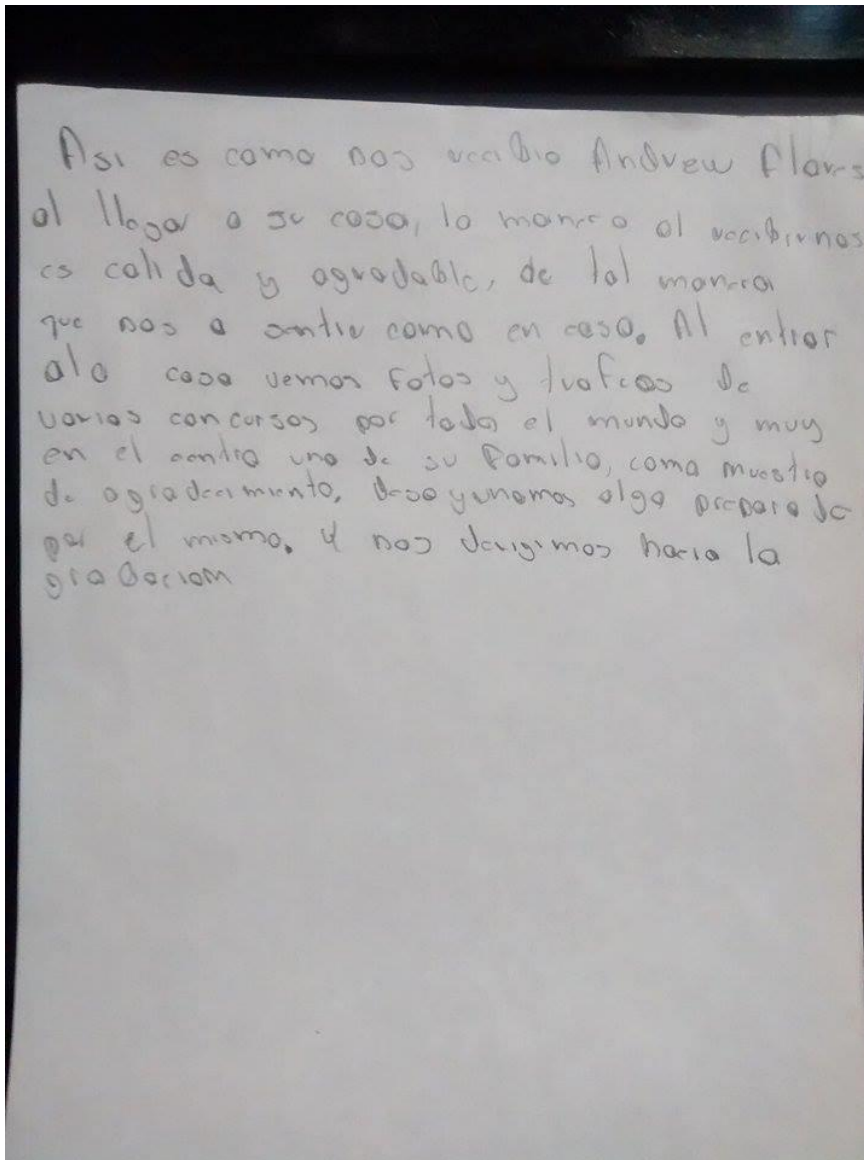 Asi es como nos recibio Andrew Flores
al llegar a su casa, la manera al recibirnos
es calida y agradable, de tal manera
que nos a sentir como en casa. Al entrar
ala casa vemos fotos y trofeos de
varios concursos por todo el mundo y muy
en el centro una de su familia, como muestra
de agradecimiento, desayunamos algo preparado
por el mismo. Y nos dirigimos hacia la
grabacion